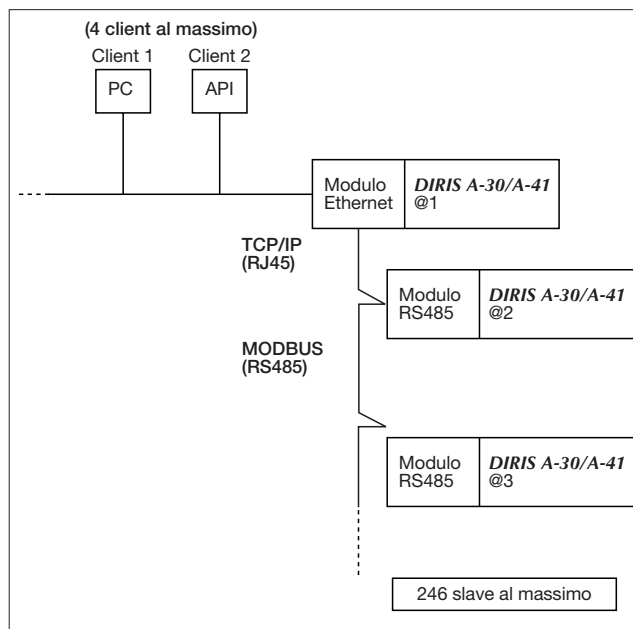 (4 client al massimo)
Client 1
Client 2
PC
API
Modulo
Ethernet
DIRIS A-30/A-41
@1
TCP/IP
(RJ45)
Modulo
RS485
DIRIS A-30/A-41
@2
MODBUS
(RS485)
Modulo
RS485
DIRIS A-30/A-41
@3
246 slave al massimo